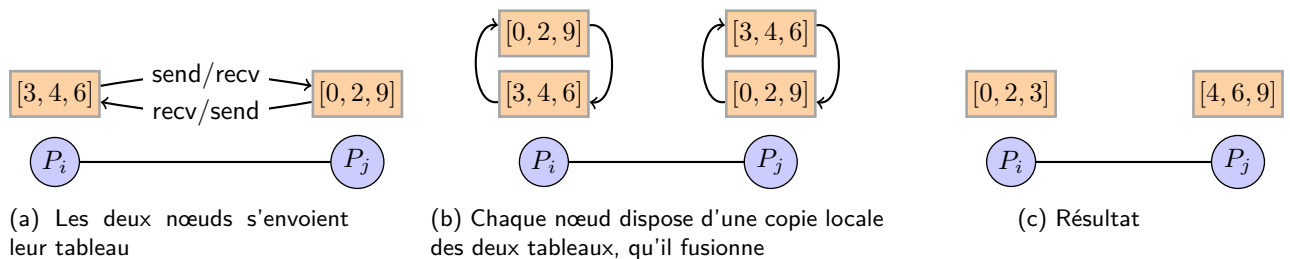 [3, 4, 6]
send/recv
recv/send
[0, 2, 9]
P_i
P_j
(a) Les deux nœuds s'envoient
leur tableau
[0, 2, 9]
[3, 4, 6]
[3, 4, 6]
[0, 2, 9]
P_i
P_j
(b) Chaque nœud dispose d'une copie locale
des deux tableaux, qu'il fusionne
[0, 2, 3]
[4, 6, 9]
P_i
P_j
(c) Résultat